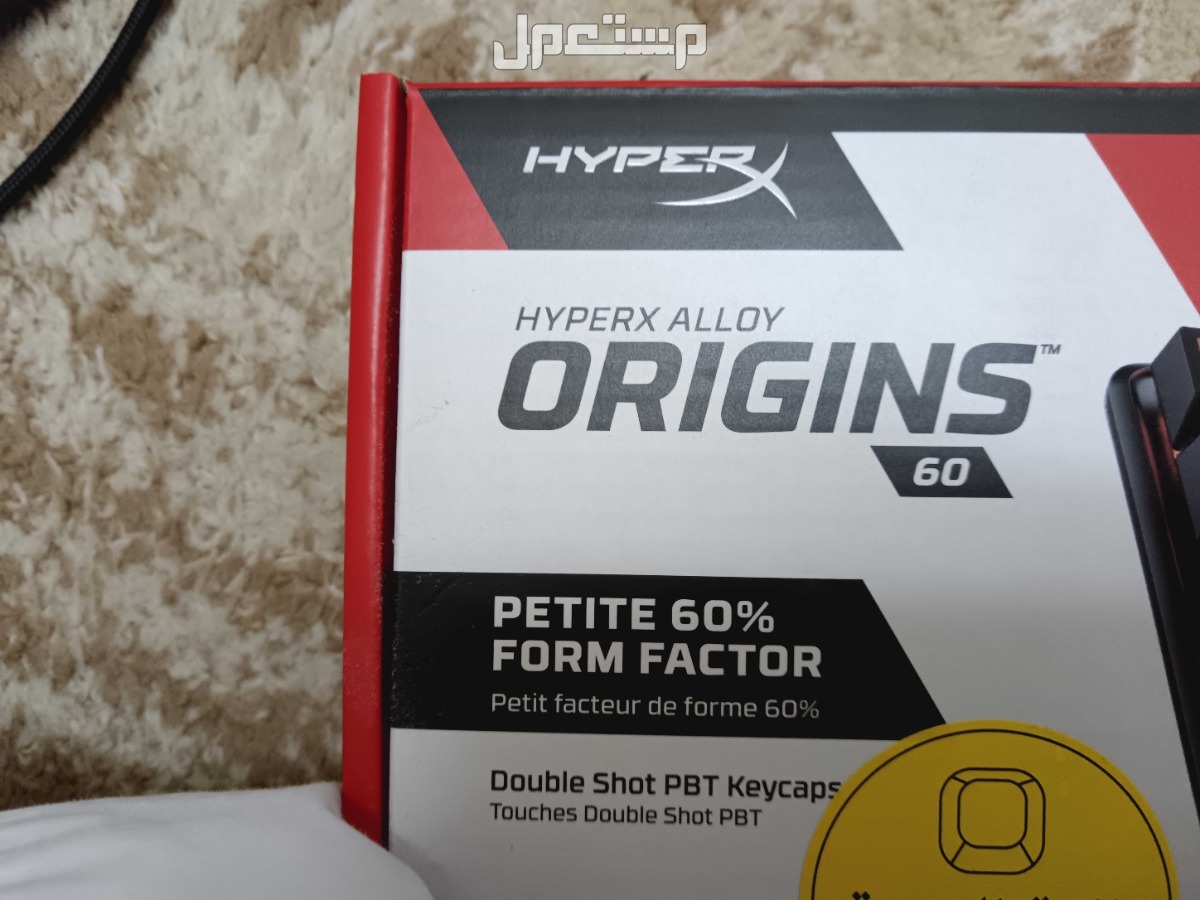 مستعمل
HYPERX
HYPERX ALLOY
ORIGINS™
60
PETITE 60%
FORM FACTOR
Petit facteur de forme 60%
Double Shot PBT Keycaps
Touches Double Shot PBT